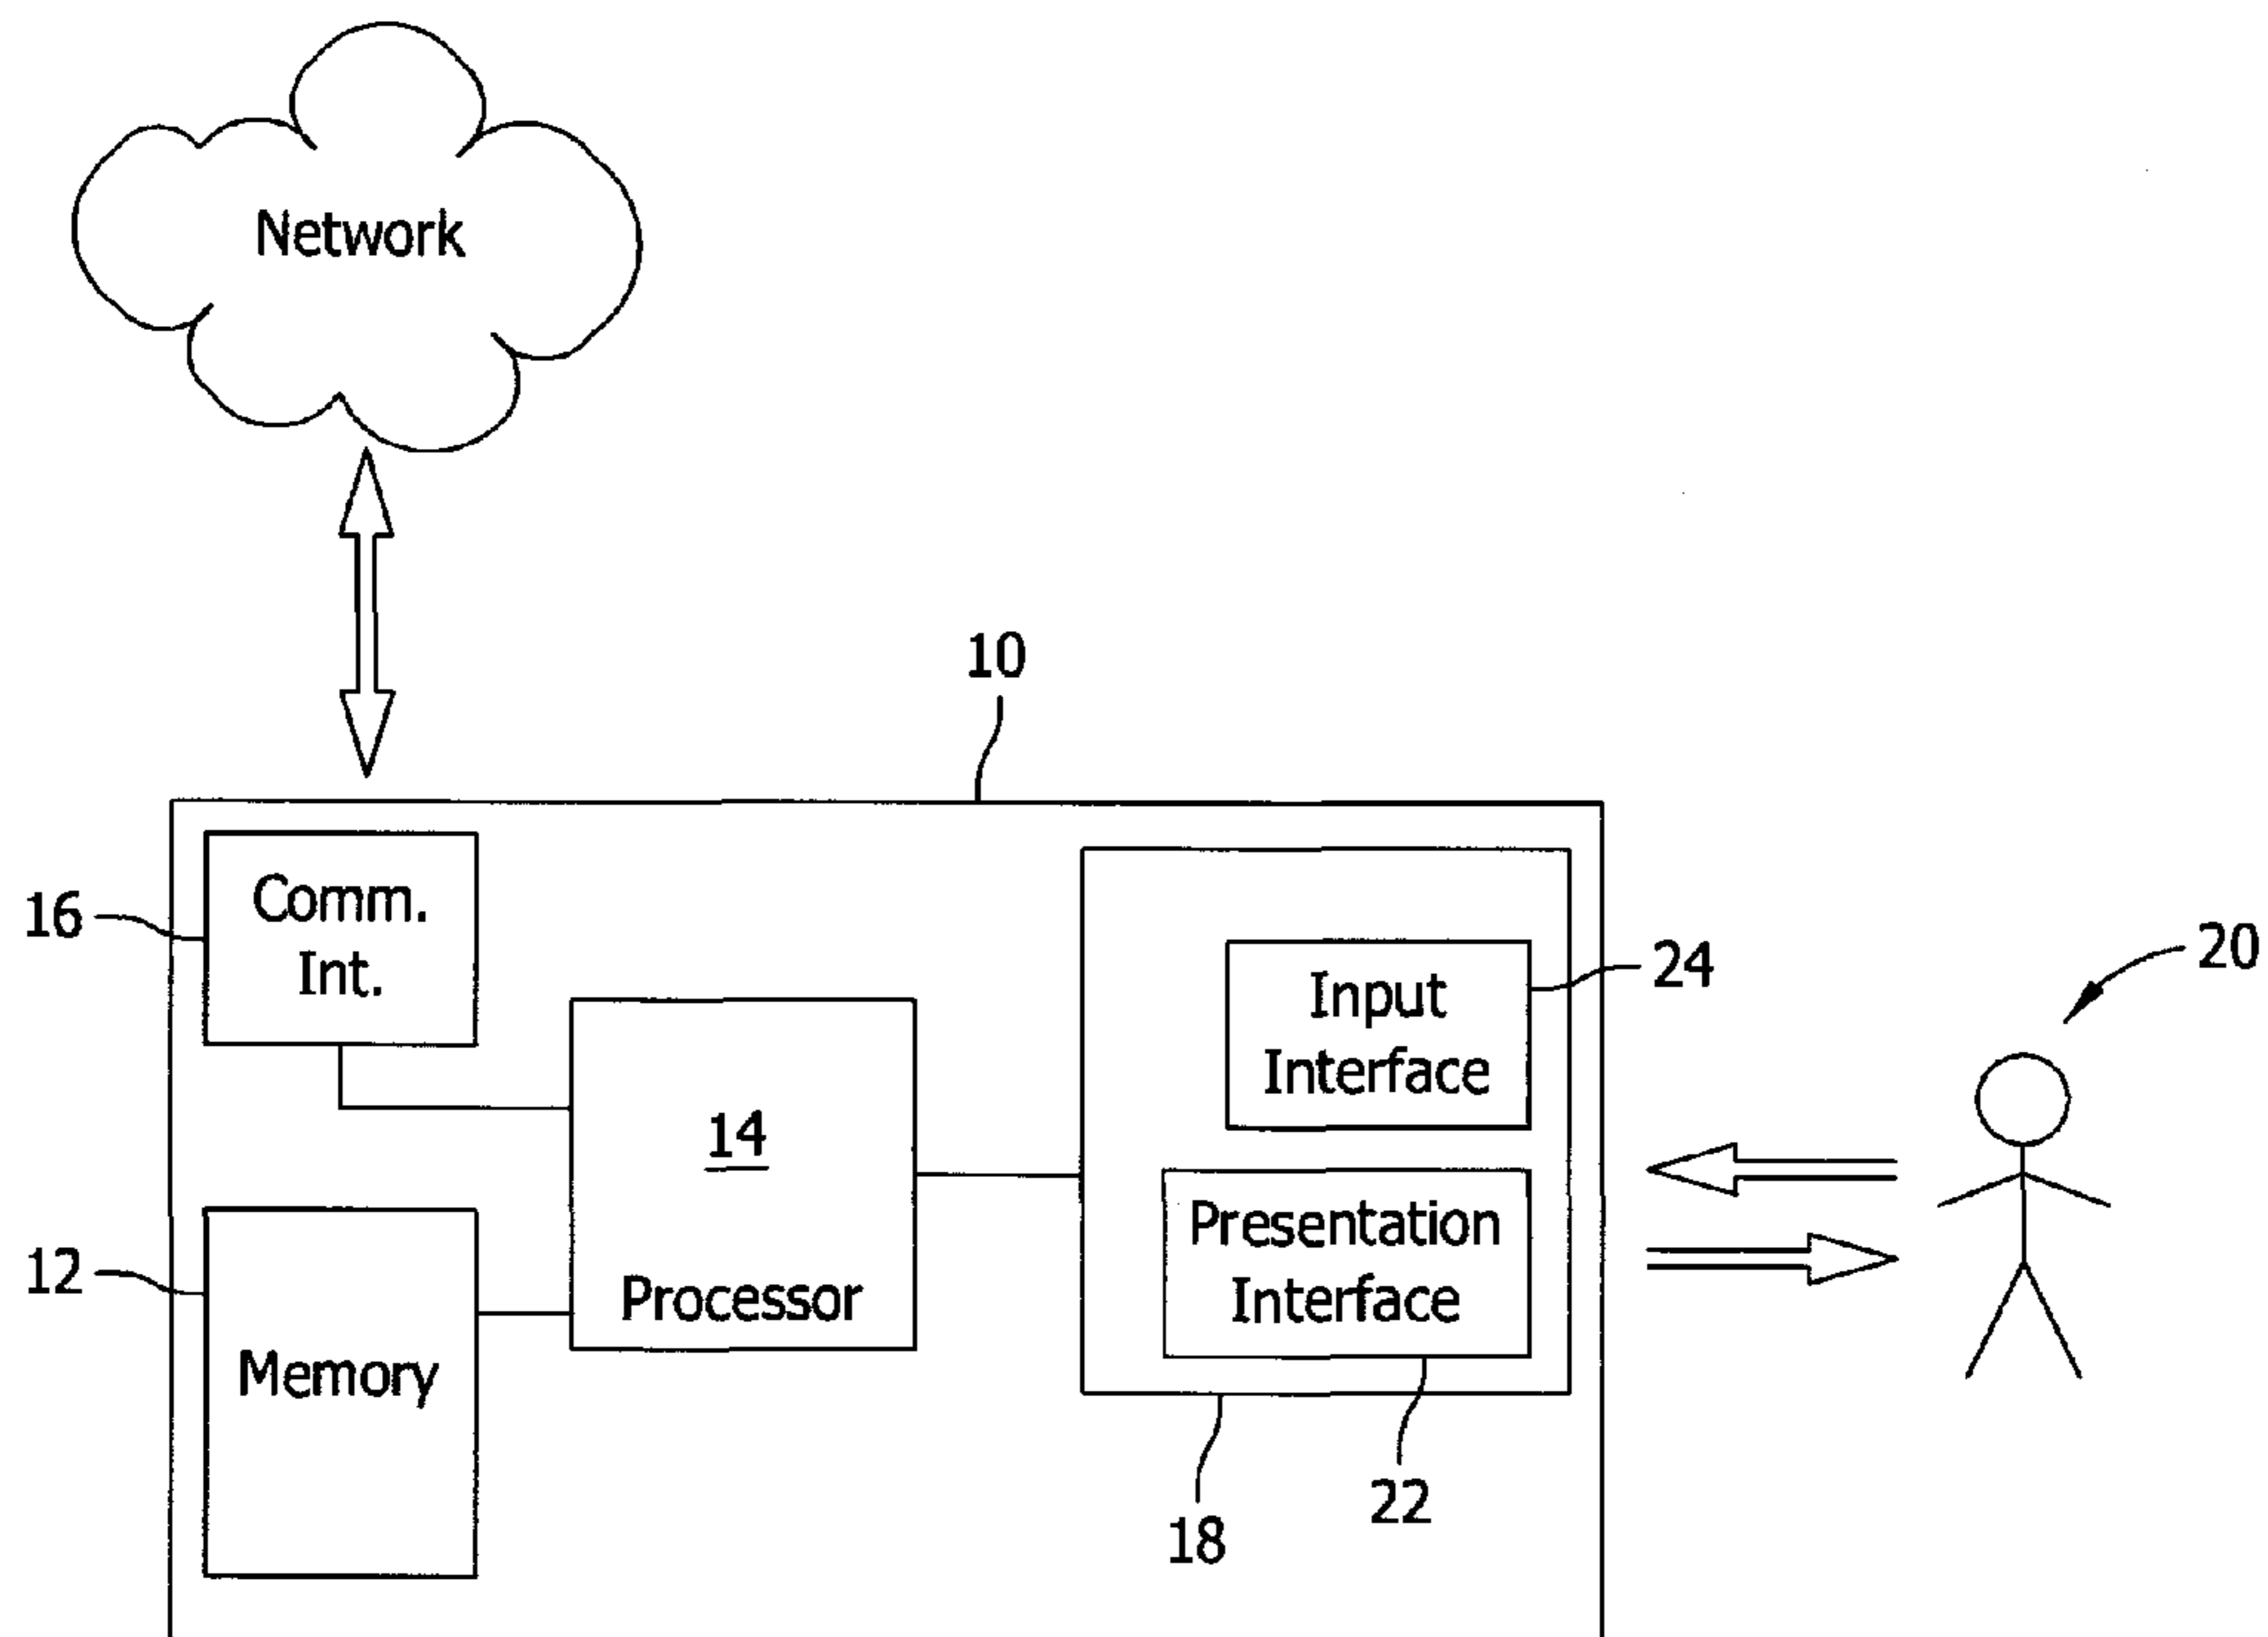 Network
10
16
Comm.
Int.
24
Input
Interface
20
14
Processor
Presentation
Interface
12
Memory
22
18